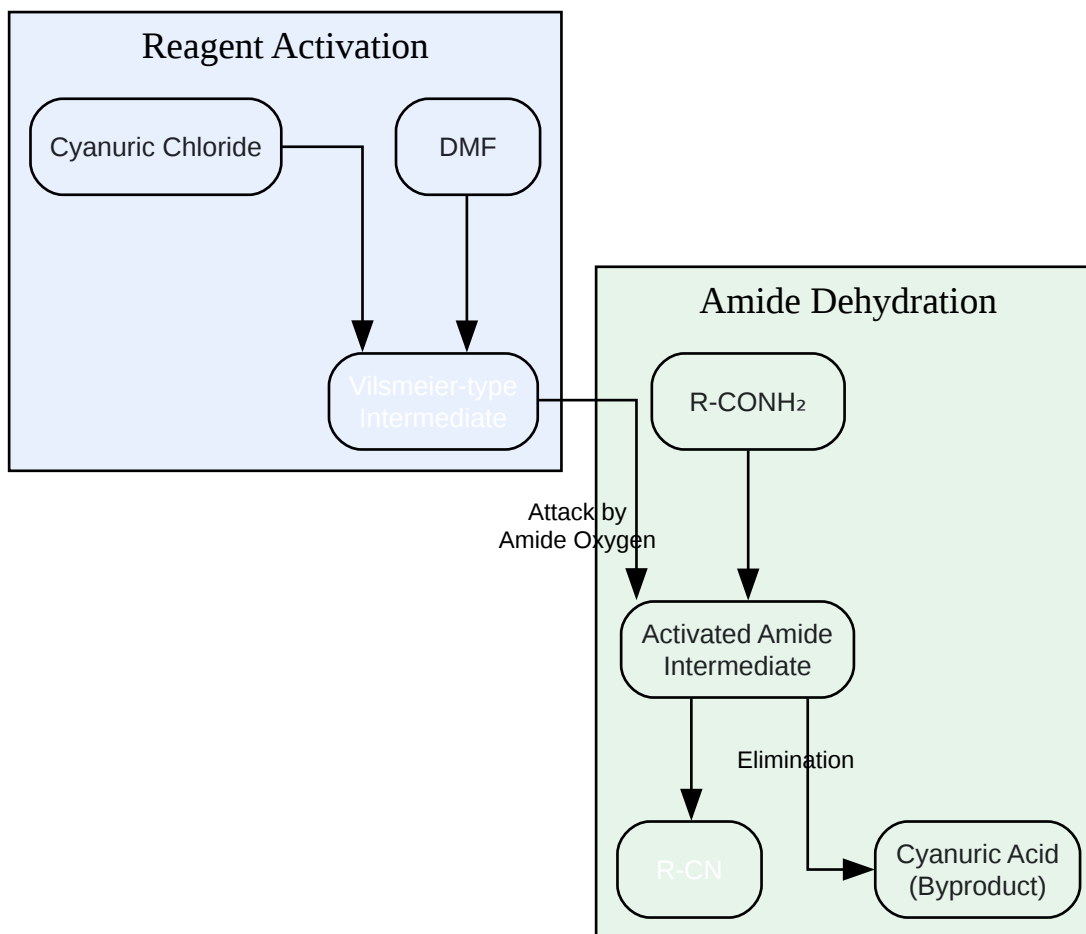 Reagent Activation
Cyanuric Chloride
DMF
Vilsmeier-type
Intermediate
Amide Dehydration
R-CONH₂
Attack by
Amide Oxygen
Activated Amide
Intermediate
Elimination
R-CN
Cyanuric Acid
(Byproduct)